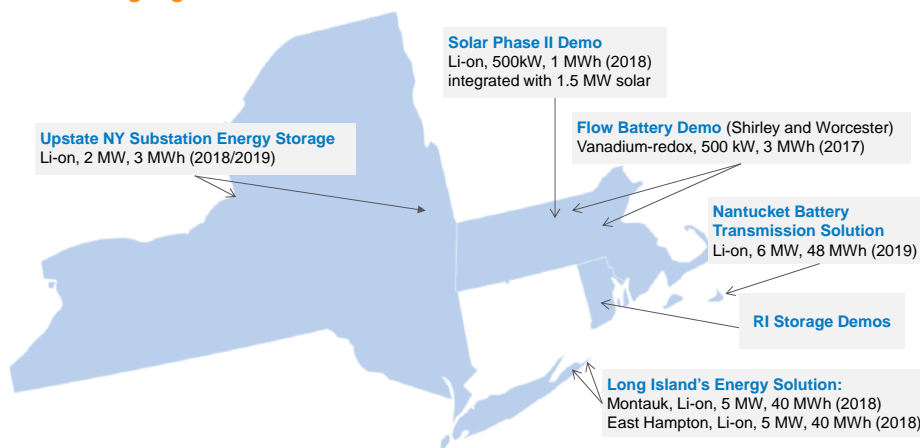 Solar Phase II Demo
Li-on, 500kW, 1 MWh (2018)
integrated with 1.5 MW solar
Upstate NY Substation Energy Storage
Li-on, 2 MW, 3 MWh (2018/2019)
Flow Battery Demo (Shirley and Worcester)
Vanadium-redox, 500 kW, 3 MWh (2017)
Nantucket Battery
Transmission Solution
Li-on, 6 MW, 48 MWh (2019)
RI Storage Demos
Long Island's Energy Solution:
Montauk, Li-on, 5 MW, 40 MWh (2018)
East Hampton, Li-on, 5 MW, 40 MWh (2018)